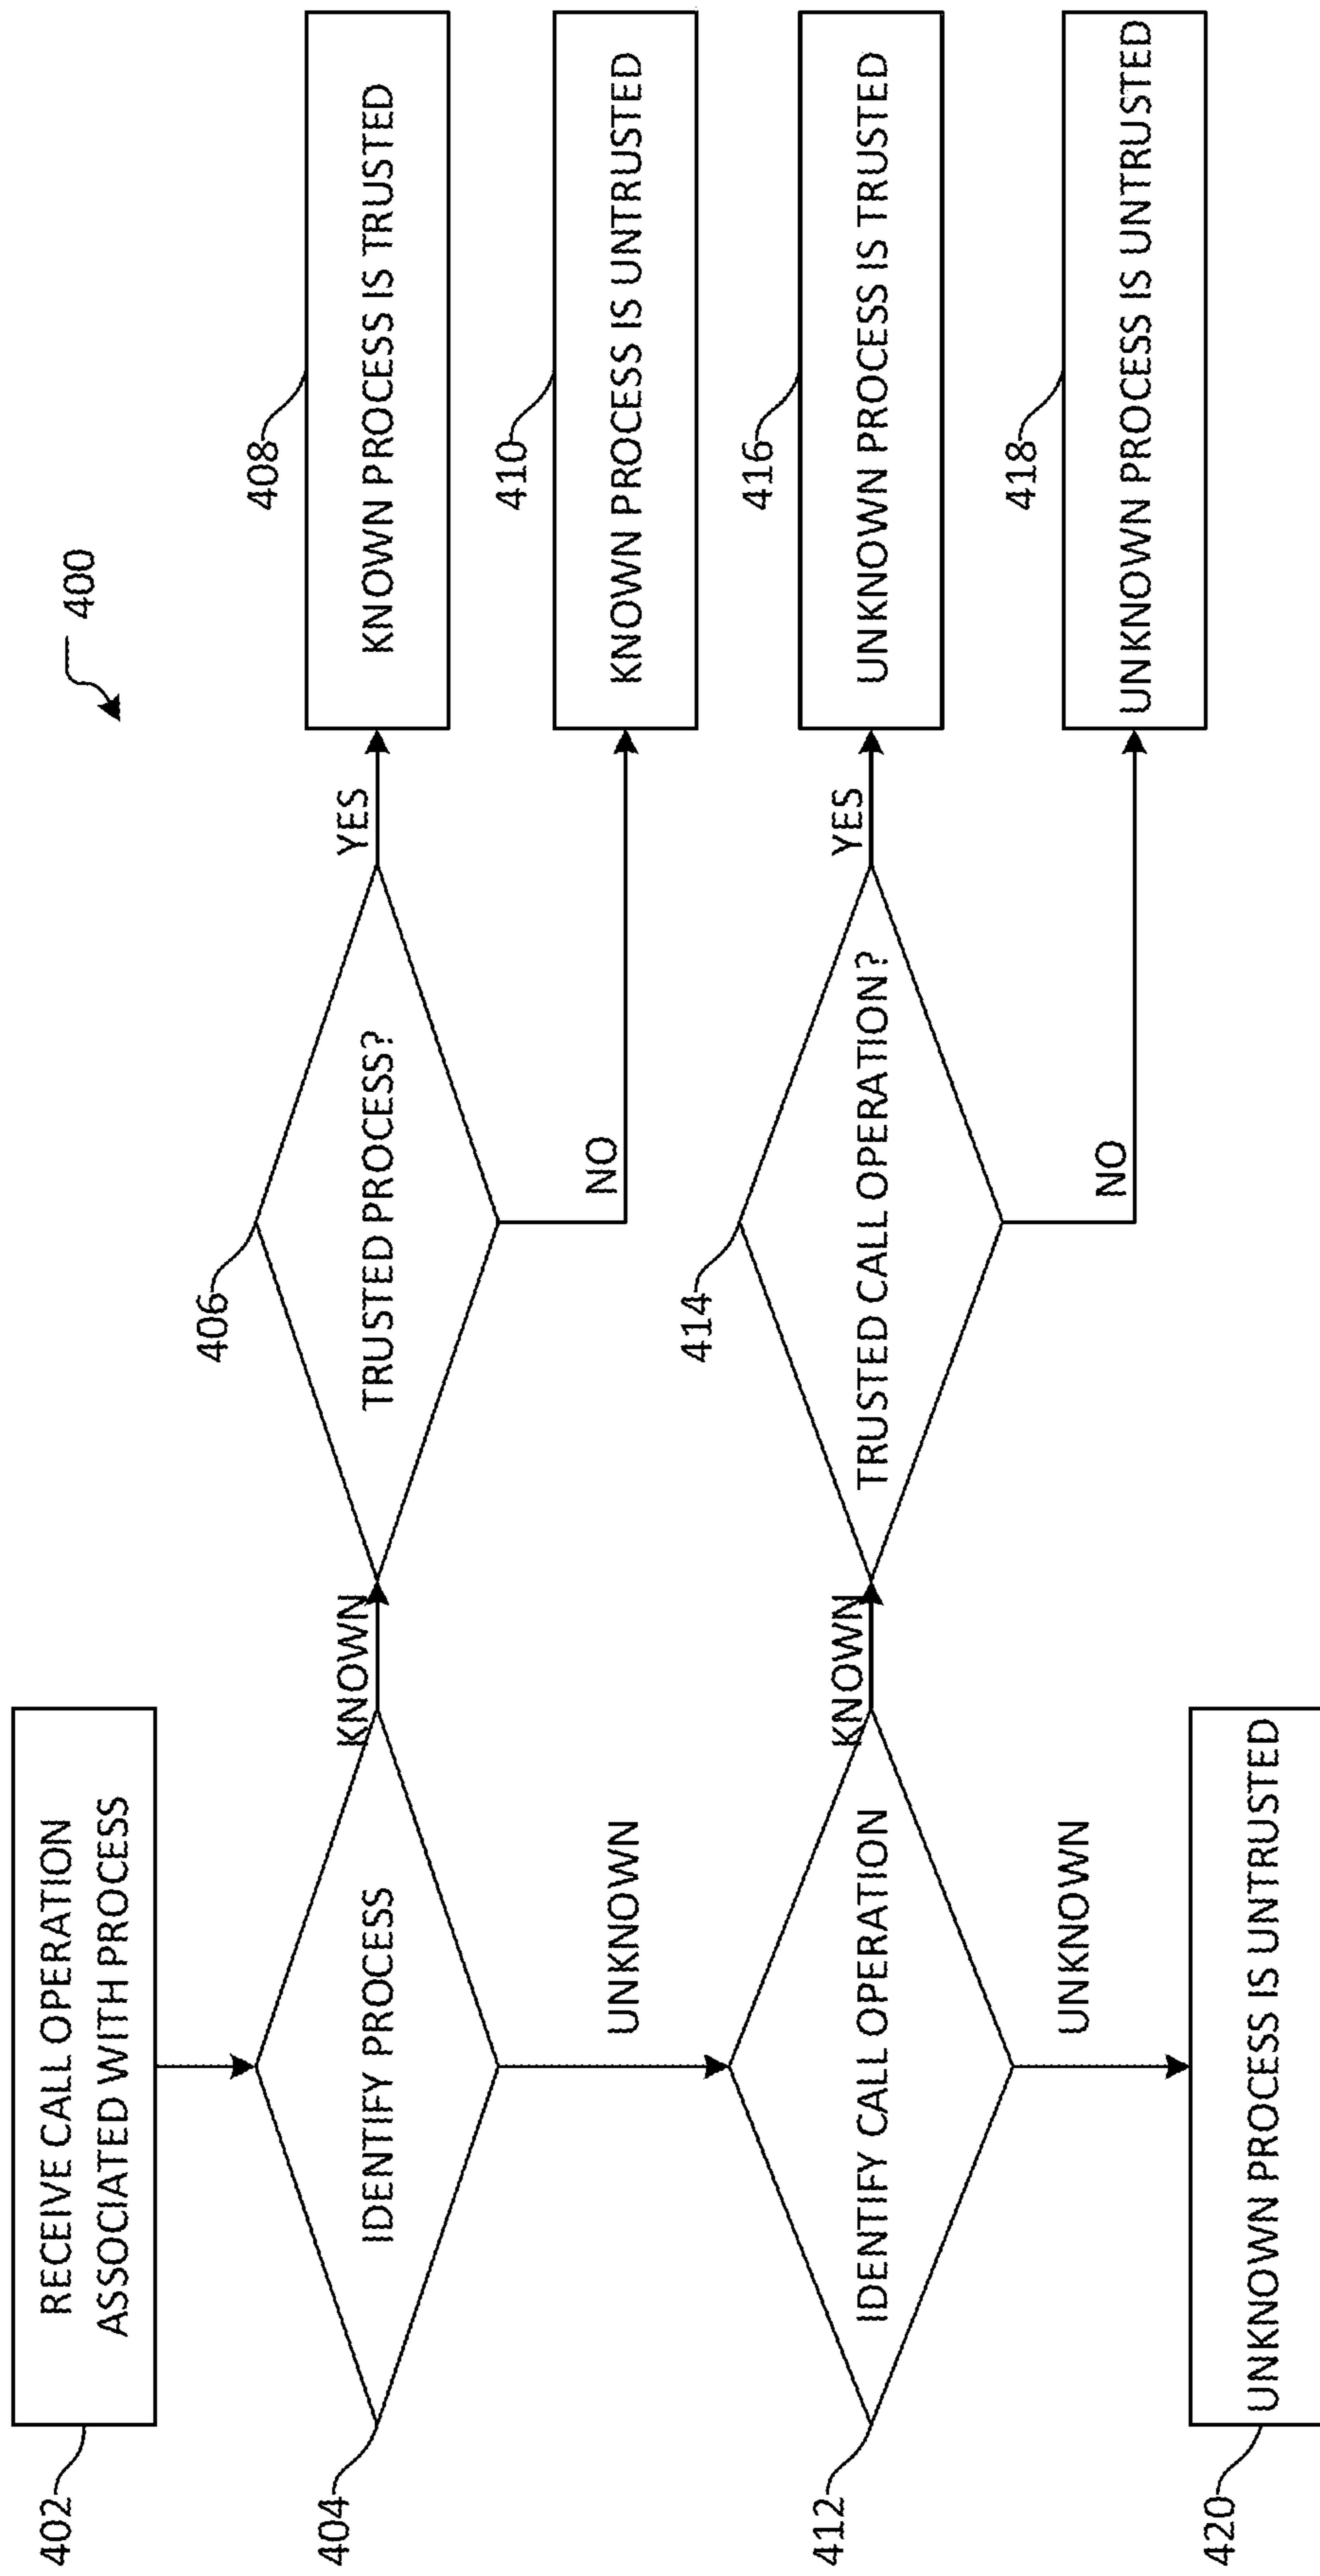 400
402
RECEIVE CALL OPERATION
ASSOCIATED WITH PROCESS
404
IDENTIFY PROCESS
KNOWN
406
TRUSTED PROCESS?
YES
408
KNOWN PROCESS IS TRUSTED
NO
410
KNOWN PROCESS IS UNTRUSTED
UNKNOWN
412
IDENTIFY CALL OPERATION
KNOWN
414
TRUSTED CALL OPERATION?
YES
416
UNKNOWN PROCESS IS TRUSTED
NO
418
UNKNOWN PROCESS IS UNTRUSTED
UNKNOWN
420
UNKNOWN PROCESS IS UNTRUSTED